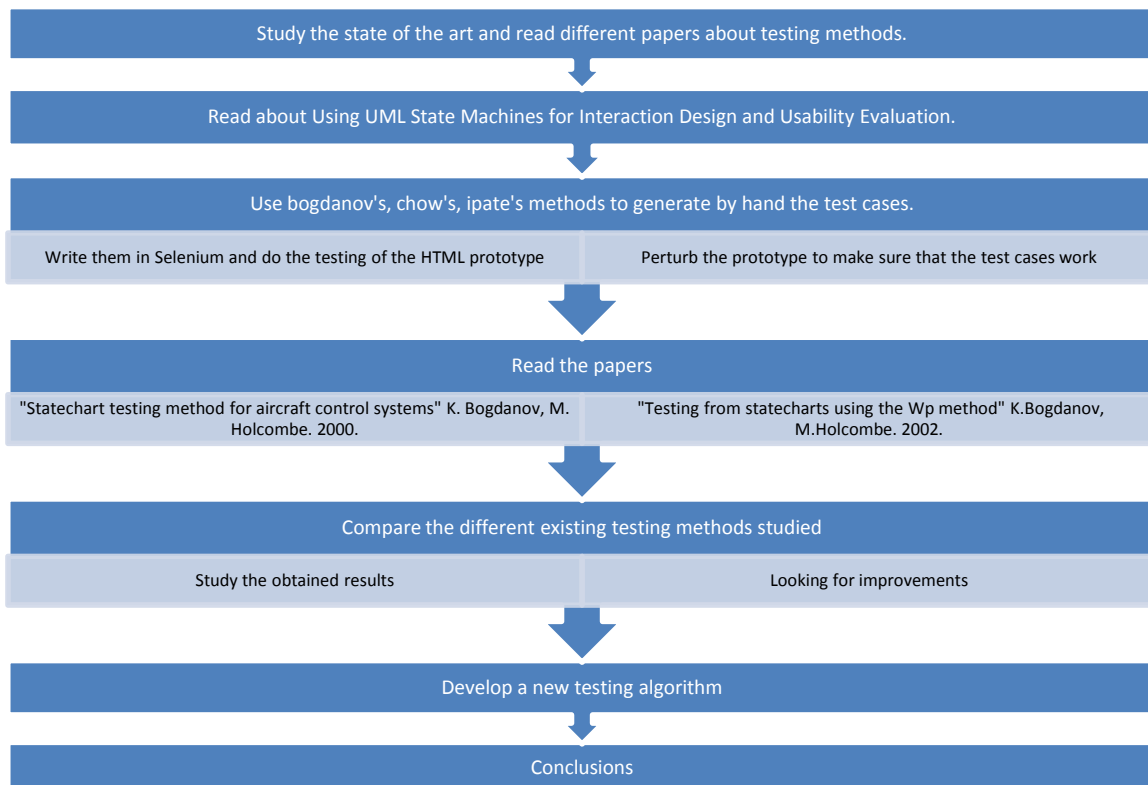 Study the state of the art and read different papers about testing methods.
Read about Using UML State Machines for Interaction Design and Usability Evaluation.
Use bogdanov's, chow's, ipate's methods to generate by hand the test cases.
Write them in Selenium and do the testing of the HTML prototype
Perturb the prototype to make sure that the test cases work
Read the papers
"Statechart testing method for aircraft control systems" K. Bogdanov, M.
Holcombe. 2000.
"Testing from statecharts using the Wp method" K.Bogdanov,
M.Holcombe. 2002.
Compare the different existing testing methods studied
Study the obtained results
Looking for improvements
Develop a new testing algorithm
Conclusions